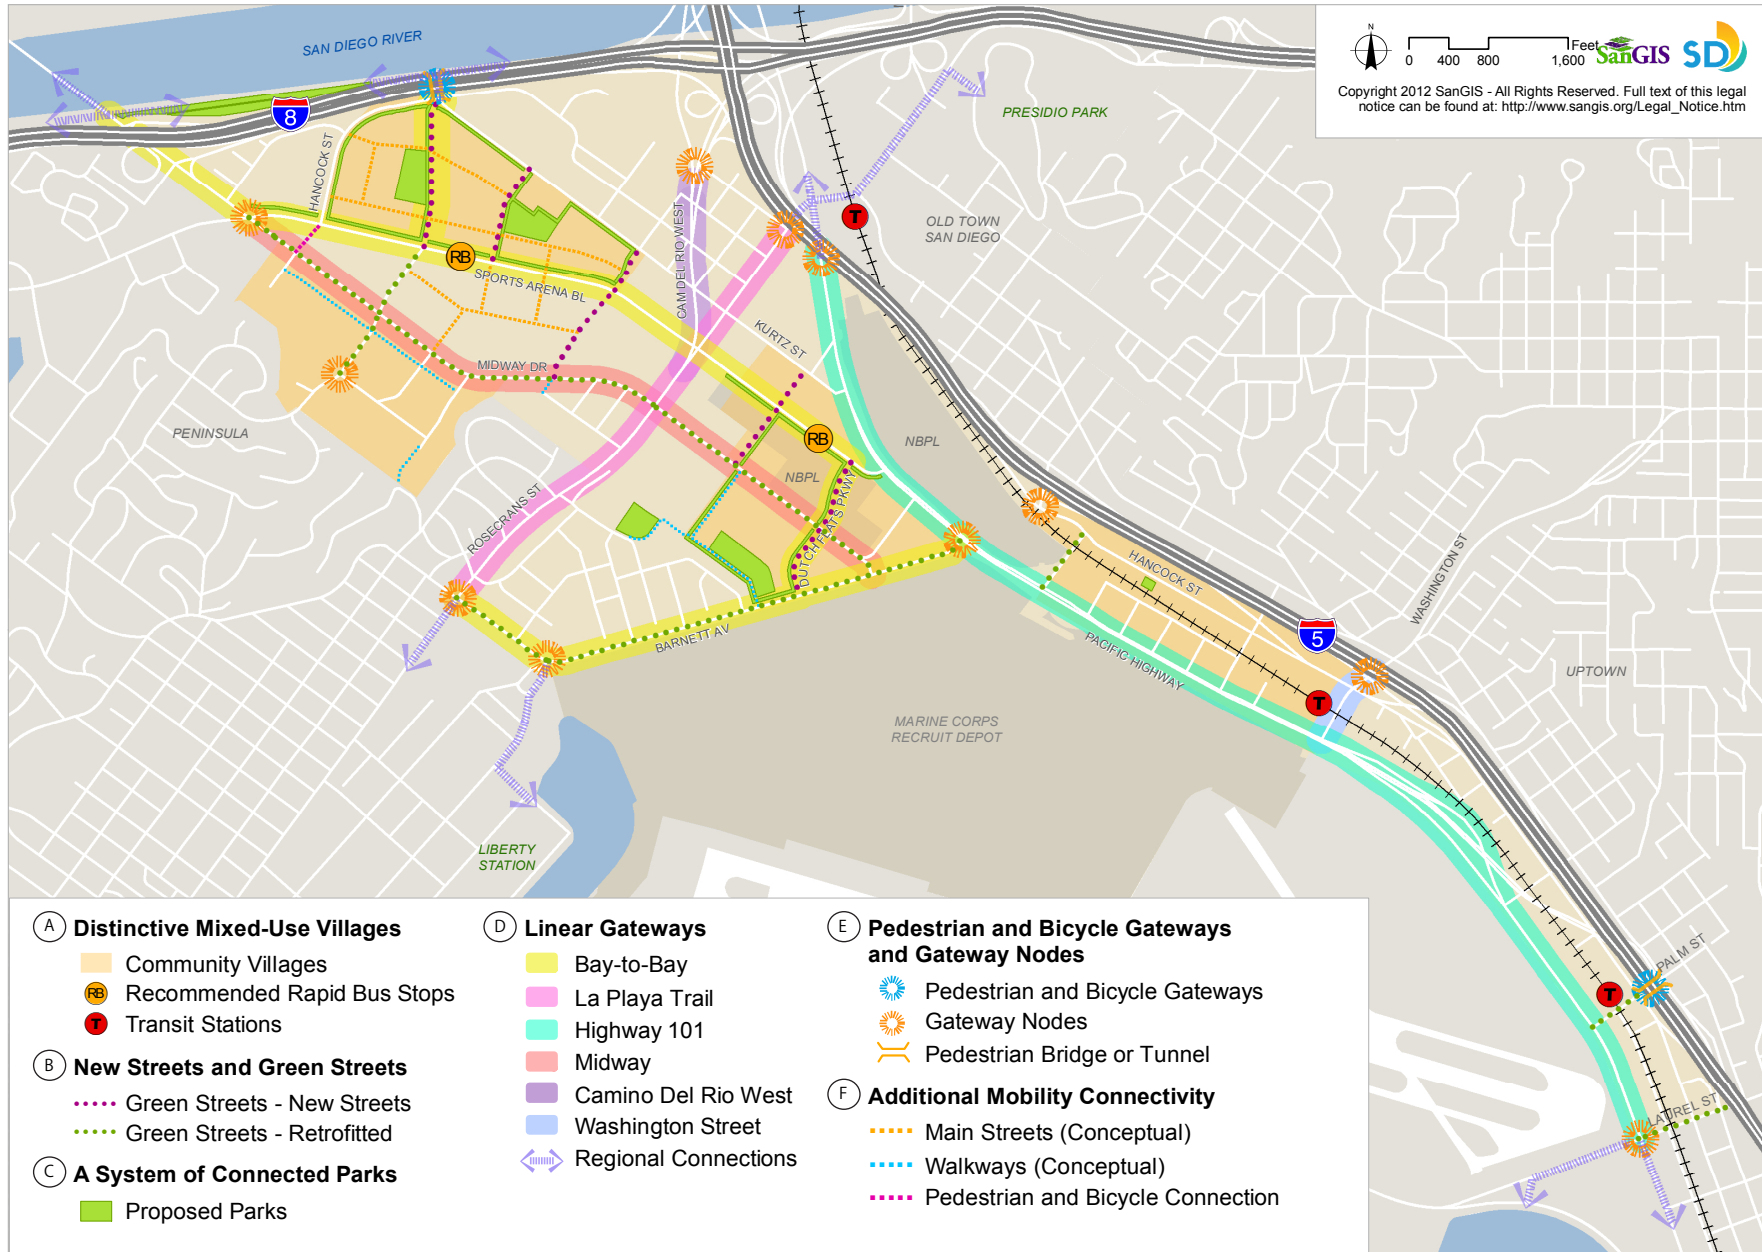 SAN DIEGO RIVER
8
HANCOCK ST
N
Feet
0 400 800 1,600
SanGIS
SD
Copyright 2012 SanGIS - All Rights Reserved. Full text of this legal
notice can be found at: http://www.sangis.org/Legal_Notice.htm
PRESIDIO PARK
T
OLD TOWN
SAN DIEGO
RB
SPORTS ARENA BL
CAM DEL RIO WEST
KURTZ ST
MIDWAY DR
PENINSULA
RB
NBPL
NBPL
ROSECRANS ST
DUTCH FLATS PKWY
HANCOCK ST
WASHINGTON ST
BARNETT AV
PACIFIC HIGHWAY
5
UPTOWN
T
MARINE CORPS
RECRUIT DEPOT
LIBERTY
STATION
PALM ST
T
LAUREL ST
A Distinctive Mixed-Use Villages
Community Villages
RB Recommended Rapid Bus Stops
T Transit Stations
B New Streets and Green Streets
Green Streets - New Streets
Green Streets - Retrofitted
C A System of Connected Parks
Proposed Parks
D Linear Gateways
Bay-to-Bay
La Playa Trail
Highway 101
Midway
Camino Del Rio West
Washington Street
Regional Connections
E Pedestrian and Bicycle Gateways
and Gateway Nodes
Pedestrian and Bicycle Gateways
Gateway Nodes
Pedestrian Bridge or Tunnel
F Additional Mobility Connectivity
Main Streets (Conceptual)
Walkways (Conceptual)
Pedestrian and Bicycle Connection